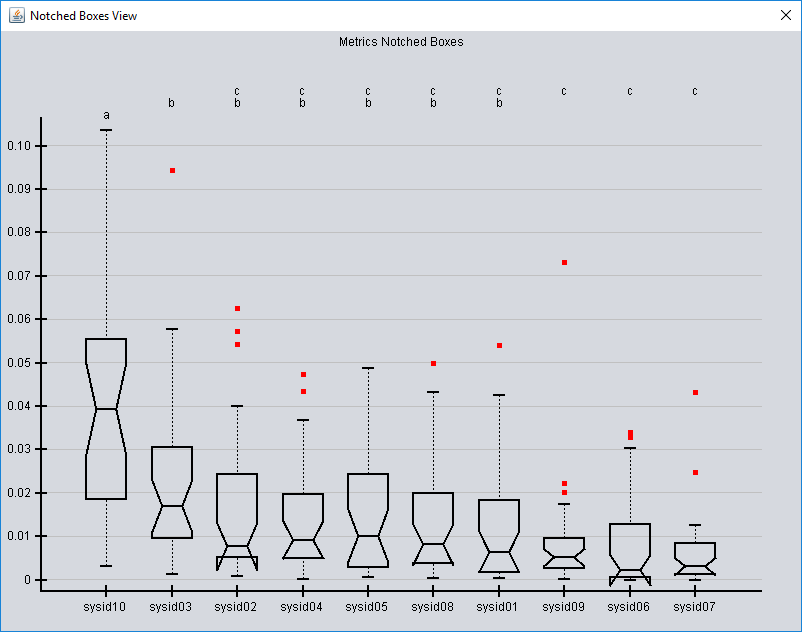 Notched Boxes View
Metrics Notched Boxes
c c c c c c c c
b b b b b b
a
0.10
0.09
0.08
0.07
0.06
0.05
0.04
0.03
0.02
0.01
0
sysid10 sysid03 sysid02 sysid04 sysid05 sysid08 sysid01 sysid09 sysid06 sysid07